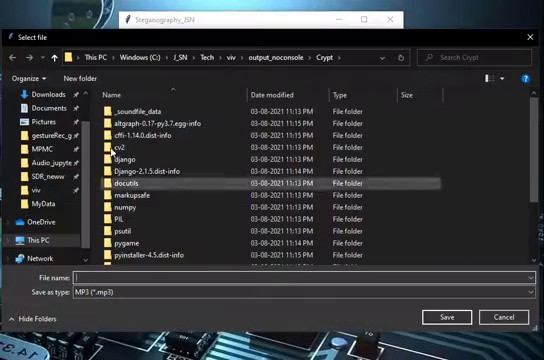 Steganography_JSN
Select file
This PC > Windows (C:) > J_SN > Tech > viv > output_noconsole > Crypt >
Search Crypt
Organize
New folder
Name
Date modified
Type
Size
Downloads
Documents
Pictures
gestureRec_g
MPMC
Audio_jupyte
SDR_neww
viv
MyData
OneDrive
This PC
Network
_soundfile_data 03-08-2021 11:13 PM File folder
altgraph-0.17-py3.7.egg-info 03-08-2021 11:13 PM File folder
cffi-1.14.0.dist-info 03-08-2021 11:13 PM File folder
cv2 03-08-2021 11:13 PM File folder
django 03-08-2021 11:13 PM File folder
Django-2.1.5.dist-info 03-08-2021 11:14 PM File folder
docutils 03-08-2021 11:13 PM File folder
markupsafe 03-08-2021 11:13 PM File folder
numpy 03-08-2021 11:13 PM File folder
PIL 03-08-2021 11:13 PM File folder
psutil 03-08-2021 11:13 PM File folder
pygame 03-08-2021 11:14 PM File folder
pyinstaller-4.5.dist-info 03-08-2021 11:14 PM File folder
File name:
Save as type: MP3 (*.mp3)
Hide Folders
Save
Cancel